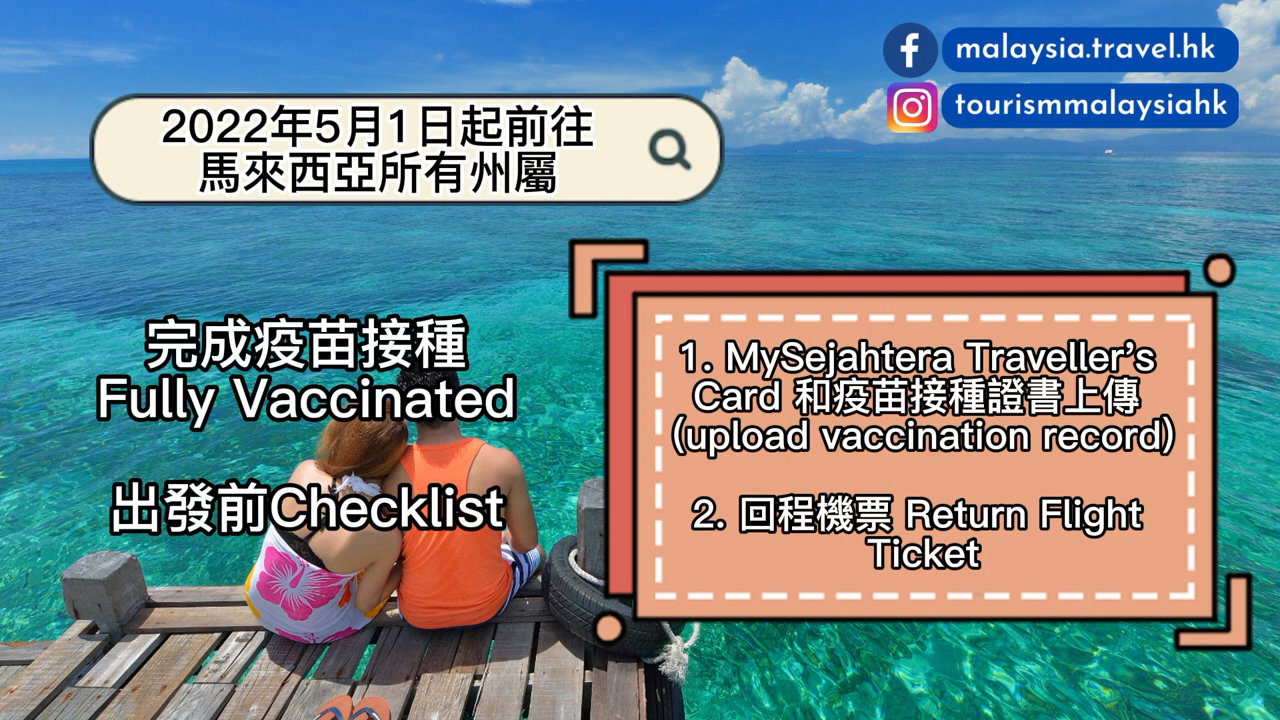 malaysia.travel.hk
tourismmalaysiahk
2022年5月1日起前往
馬來西亞所有州屬
完成疫苗接種
Fully Vaccinated
出發前Checklist
1. MySejahtera Traveller's
Card 和疫苗接種證書上傳
(upload vaccination record)
2. 回程機票 Return Flight
Ticket